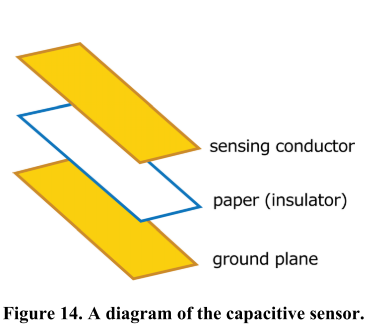 sensing conductor
paper (insulator)
ground plane
Figure 14. A diagram of the capacitive sensor.